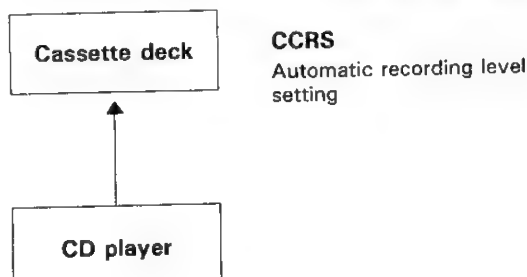 Cassette deck
CCRS
Automatic recording level
setting
CD player